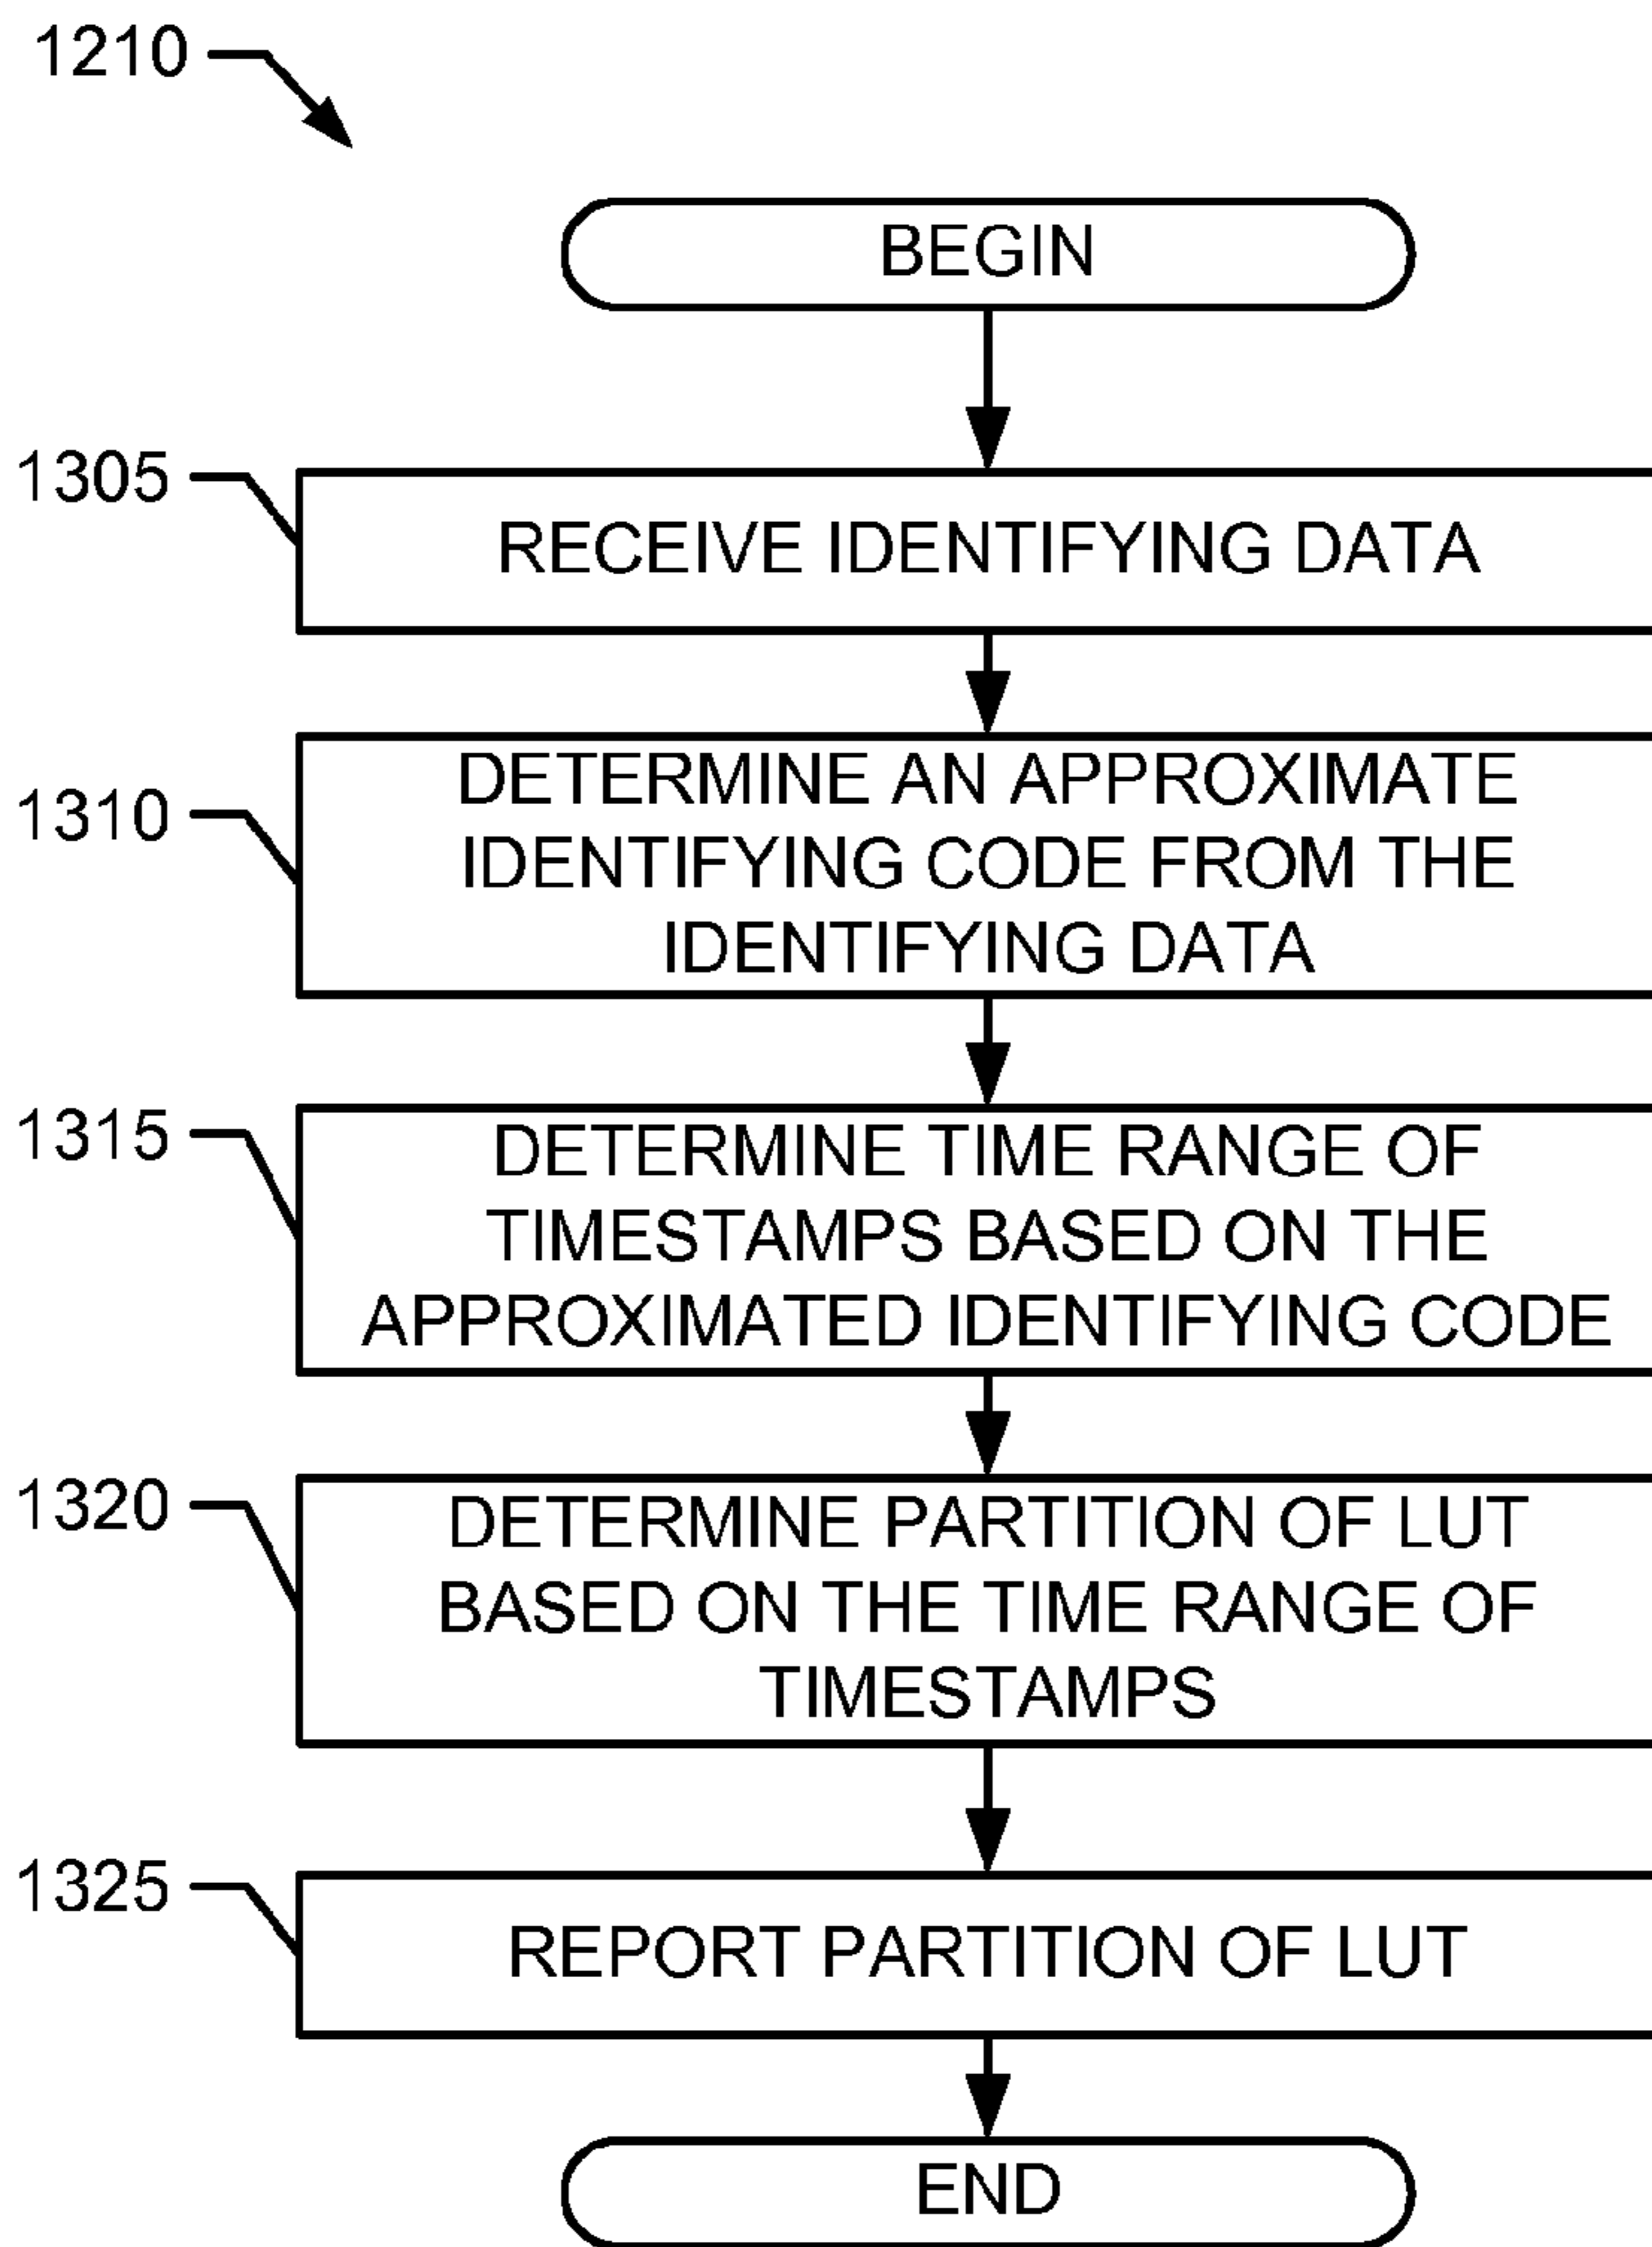 1210
BEGIN
1305
RECEIVE IDENTIFYING DATA
1310
DETERMINE AN APPROXIMATE
IDENTIFYING CODE FROM THE
IDENTIFYING DATA
1315
DETERMINE TIME RANGE OF
TIMESTAMPS BASED ON THE
APPROXIMATED IDENTIFYING CODE
1320
DETERMINE PARTITION OF LUT
BASED ON THE TIME RANGE OF
TIMESTAMPS
1325
REPORT PARTITION OF LUT
END